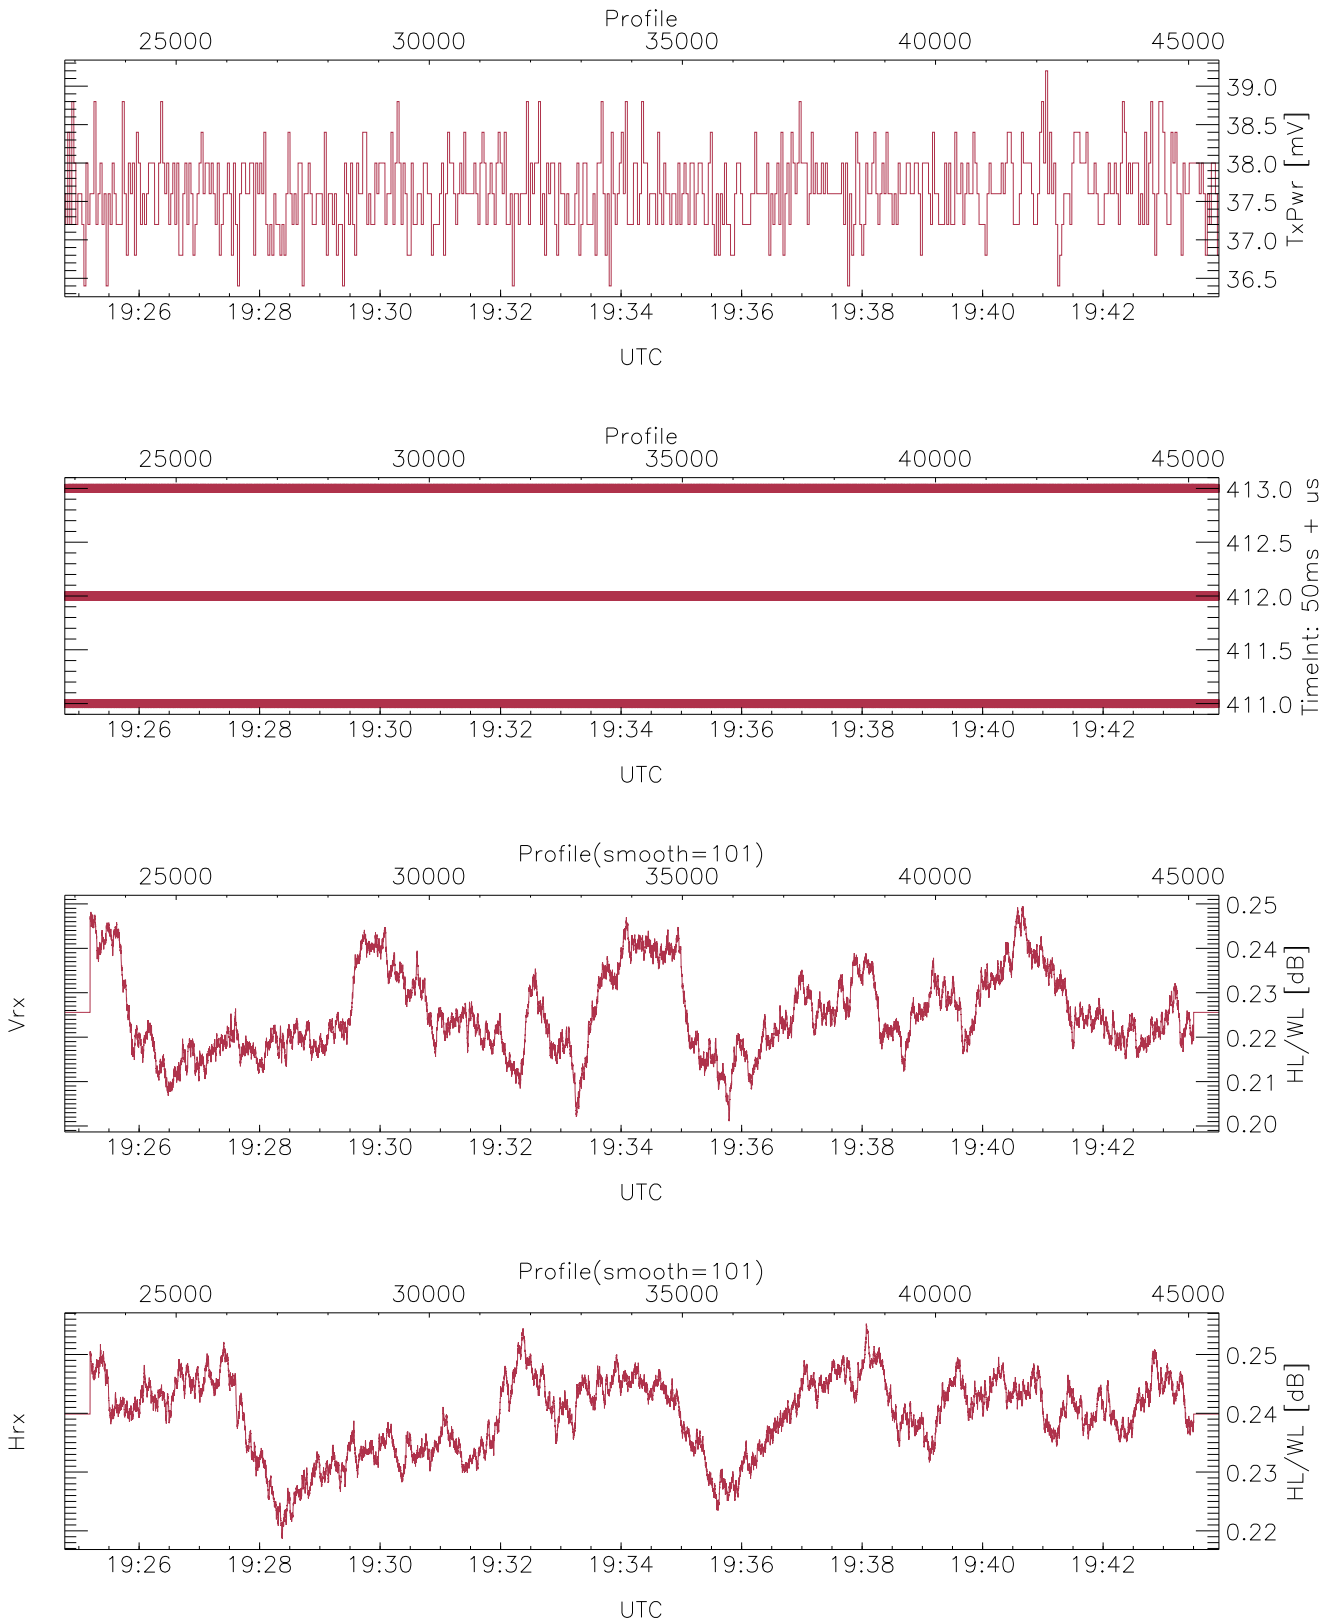 Profile
25000 30000 35000 40000 45000
39.0
38.5
38.0
37.5
37.0
36.5
TxPwr [mV]
19:26 19:28 19:30 19:32 19:34 19:36 19:38 19:40 19:42
UTC
Profile
25000 30000 35000 40000 45000
413.0
412.5
412.0
411.5
411.0
TimeInt: 50ms + us
19:26 19:28 19:30 19:32 19:34 19:36 19:38 19:40 19:42
UTC
Profile(smooth=101)
25000 30000 35000 40000 45000
Vrx
0.25
0.24
0.23
0.22
0.21
0.20
HL/WL [dB]
19:26 19:28 19:30 19:32 19:34 19:36 19:38 19:40 19:42
UTC
Profile(smooth=101)
25000 30000 35000 40000 45000
Hrx
0.25
0.24
0.23
0.22
HL/WL [dB]
19:26 19:28 19:30 19:32 19:34 19:36 19:38 19:40 19:42
UTC